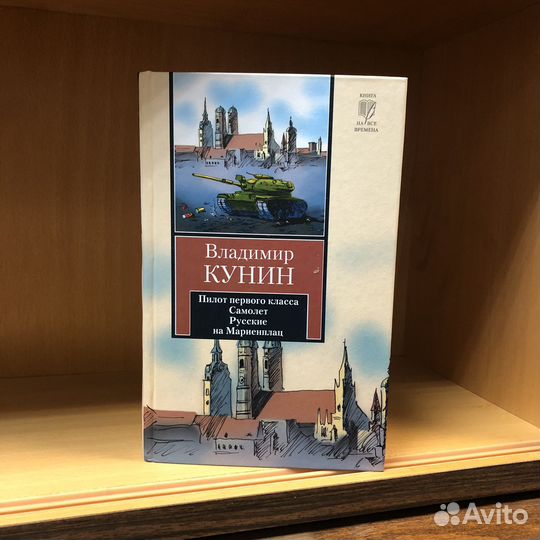 КНИГА
НА ВСЕ
ВРЕМЕНА
Владимир
КУНИН
Пилот первого класса
Самолет
Русские
на Мариенплац
Avito